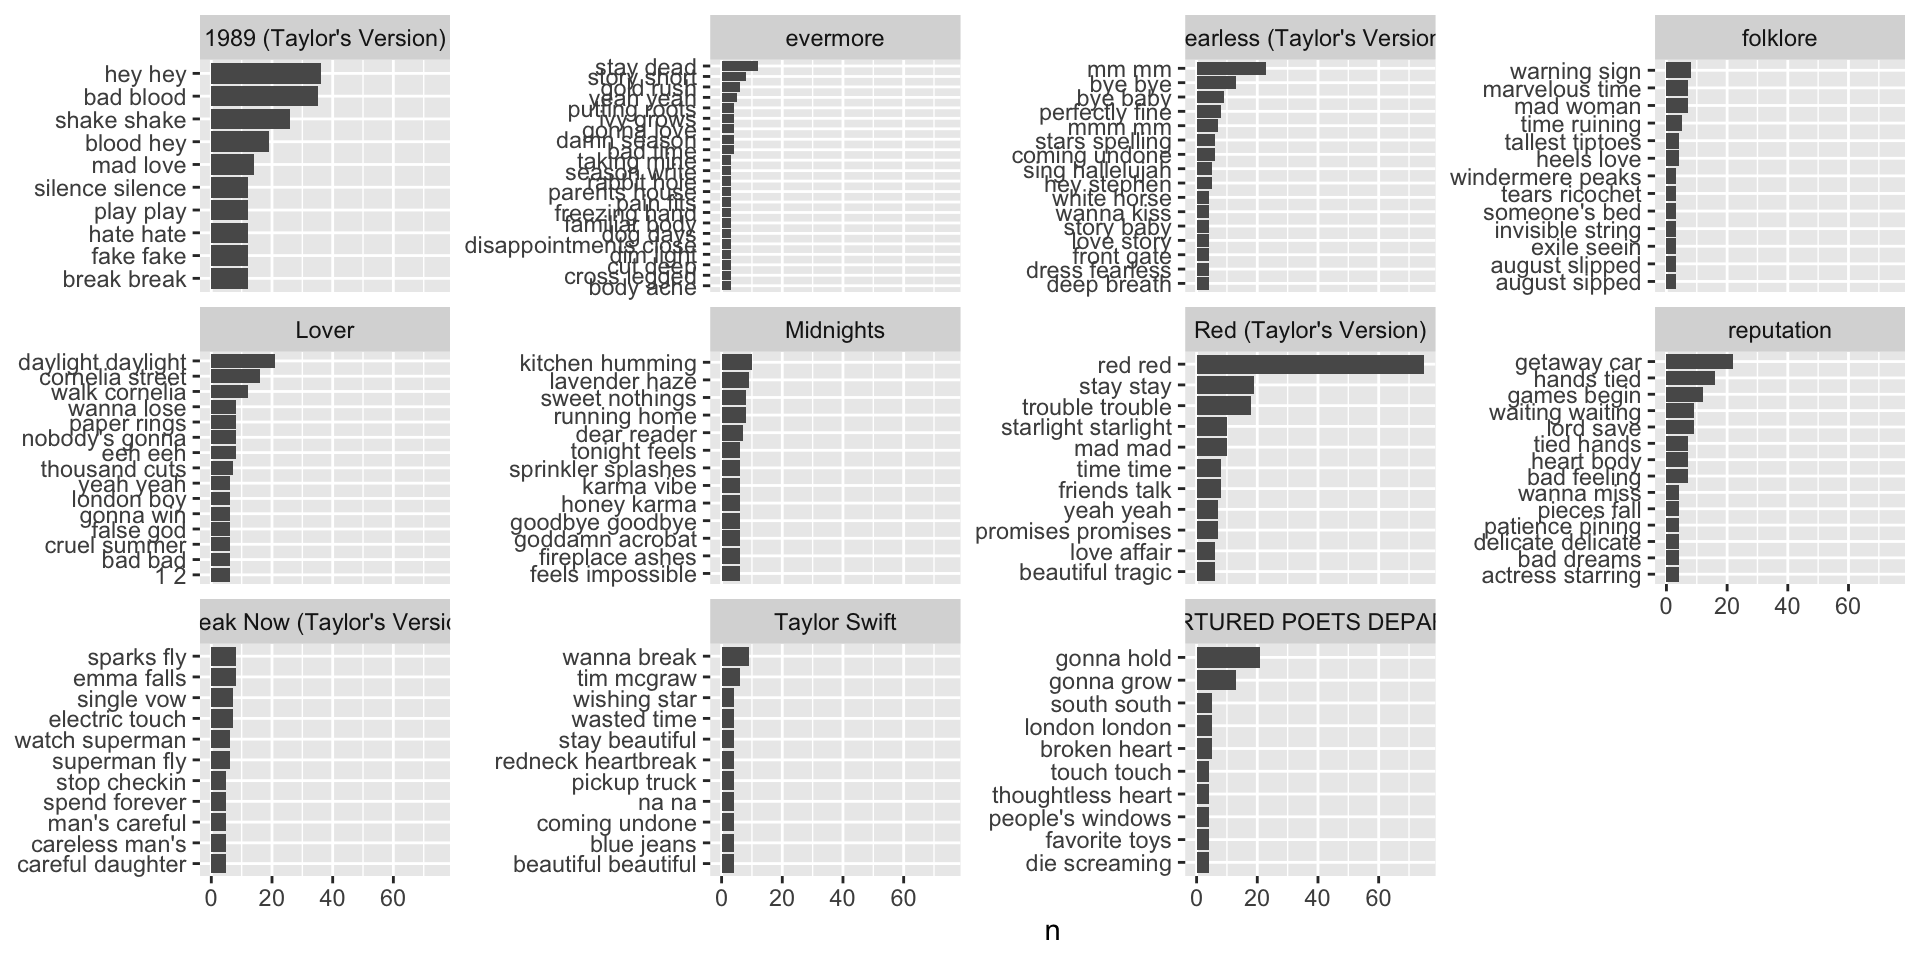 1989 (Taylor's Version)
hey hey
bad blood
shake shake
blood hey
mad love
silence silence
play play
hate hate
fake fake
break break
evermore
stay dead
story short
gold rush
yeah yeah
putting roots
ivy grows
gonna love
damn season
bad time
taking mine
season write
rabbit hole
parents house
pain fits
freezing hand
familiar body
dog days
disappointments close
dim light
cut deep
cross legged
body ache
earless (Taylor's Version
mm mm
bye bye
bye baby
perfectly fine
mmm mm
stars spelling
coming undone
sing hallelujah
hey stephen
white horse
wanna kiss
story baby
love story
front gate
dress fearless
deep breath
folklore
warning sign
marvelous time
mad woman
time ruining
tallest tiptoes
heels love
windermere peaks
tears ricochet
someone's bed
invisible string
exile seein
august slipped
august sipped
Lover
daylight daylight
cornelia street
walk cornelia
wanna lose
paper rings
nobody's gonna
eeh eeh
thousand cuts
yeah yeah
london boy
gonna win
false god
cruel summer
bad bad
1 2
Midnights
kitchen humming
lavender haze
sweet nothings
running home
dear reader
tonight feels
sprinkler splashes
karma vibe
honey karma
goodbye goodbye
goddamn acrobat
fireplace ashes
feels impossible
Red (Taylor's Version)
red red
stay stay
trouble trouble
starlight starlight
mad mad
time time
friends talk
yeah yeah
promises promises
love affair
beautiful tragic
reputation
getaway car
hands tied
games begin
waiting waiting
lord save
tied hands
heart body
bad feeling
wanna miss
pieces fall
patience pining
delicate delicate
bad dreams
actress starring
0 20 40 60
eak Now (Taylor's Versio
sparks fly
emma falls
single vow
electric touch
watch superman
superman fly
stop checkin
spend forever
man's careful
careless man's
careful daughter
0 20 40 60
Taylor Swift
wanna break
tim mcgraw
wishing star
wasted time
stay beautiful
redneck heartbreak
pickup truck
na na
coming undone
blue jeans
beautiful beautiful
0 20 40 60
RTURED POETS DEPAR
gonna hold
gonna grow
south south
london london
broken heart
touch touch
thoughtless heart
people's windows
favorite toys
die screaming
0 20 40 60
n